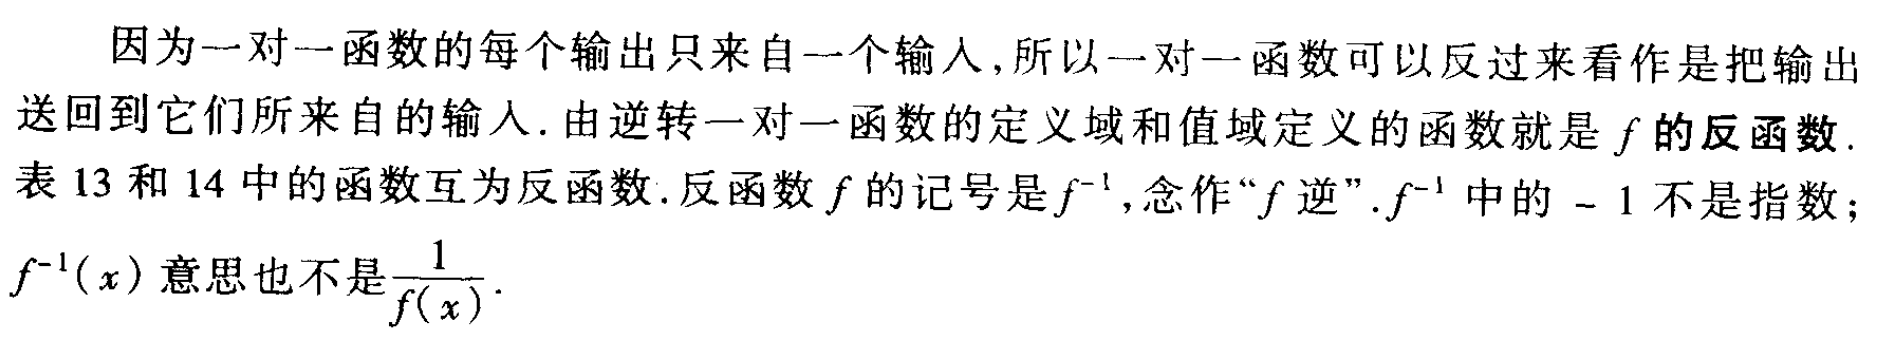 因为一对一函数的每个输出只来自一个输入,所以一对一函数可以反过来看作是把输出
送回到它们所来自的输入.由逆转一对一函数的定义域和值域定义的函数就是 f 的反函数.
表 13 和 14 中的函数互为反函数.反函数 f 的记号是 f⁻¹,念作“f 逆”.f⁻¹ 中的 -1 不是指数;
f⁻¹(x) 意思也不是 1/f(x).